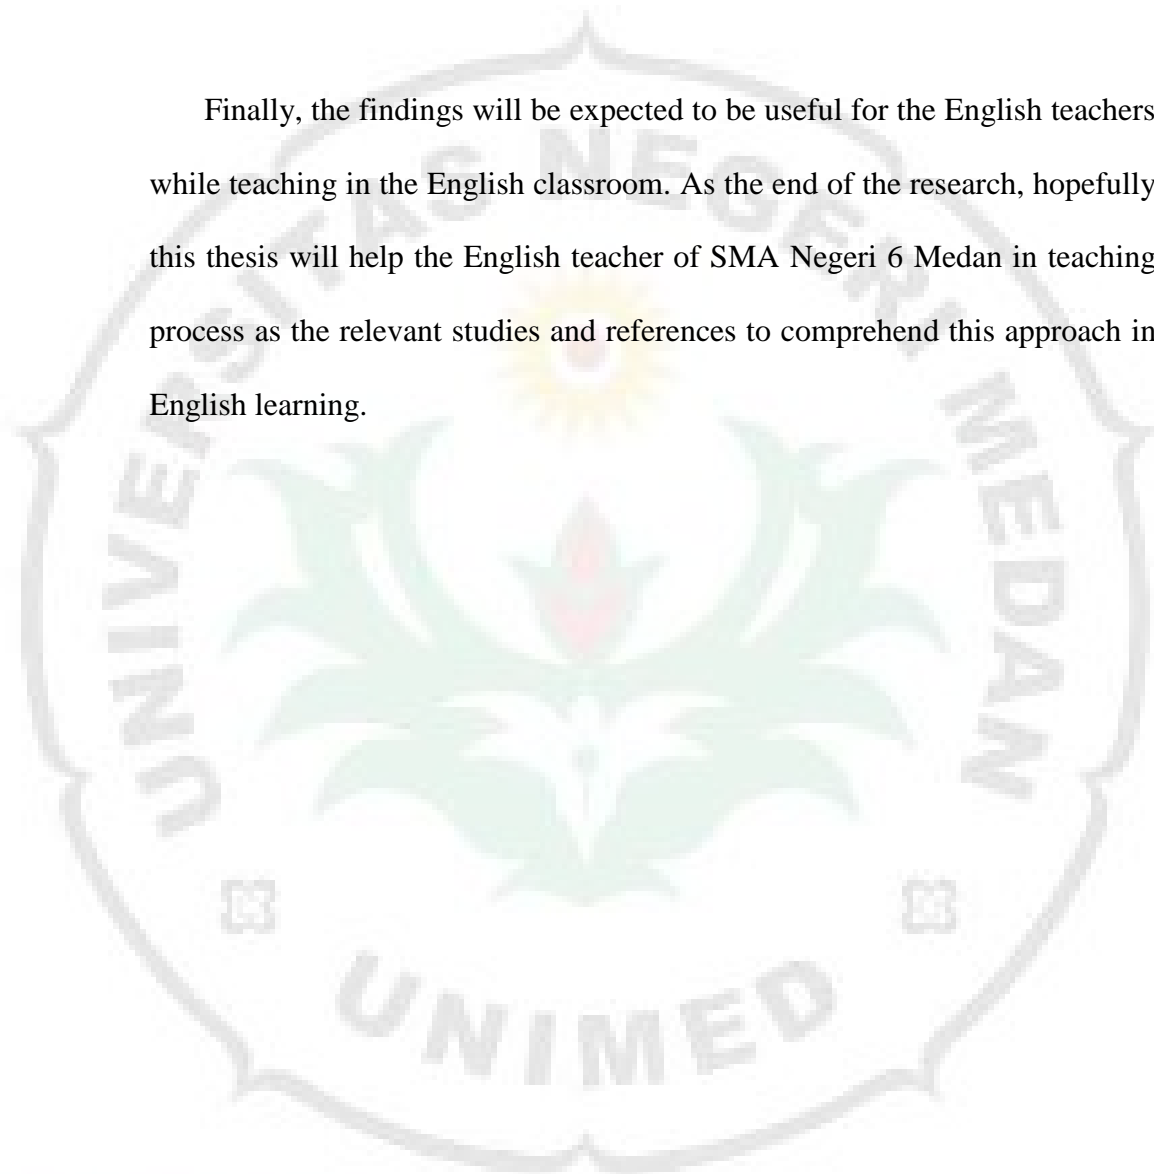 Finally, the findings will be expected to be useful for the English teachers
while teaching in the English classroom. As the end of the research, hopefully
this thesis will help the English teacher of SMA Negeri 6 Medan in teaching
process as the relevant studies and references to comprehend this approach in
English learning.
UNIVERSITAS NEGERI MEDAN
UNIMED